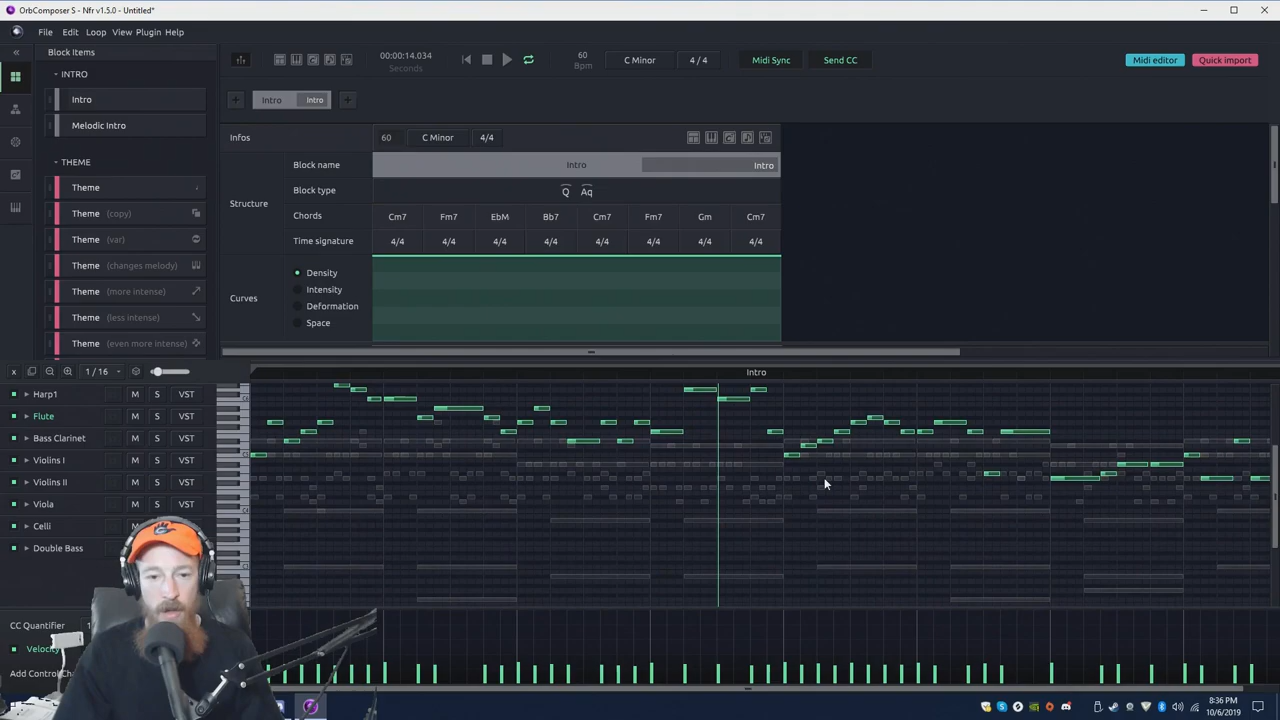 OrbComposer S - Nfr v1.5.0 - Untitled*
File Edit Loop View Plugin Help
Block Items
INTRO
Intro
Melodic Intro
THEME
Theme
Theme (copy)
Theme (var)
Theme (changes melody)
Theme (more intense)
Theme (less intense)
Theme (even more intense)
00:00:14.034
Seconds
60
Bpm
C Minor
4 / 4
Midi Sync
Send CC
Midi editor
Quick import
Intro Intro
Infos 60 C Minor 4/4
Structure
Block name Intro Intro
Block type Q Aq
Chords Cm7 Fm7 EbM Bb7 Cm7 Fm7 Gm Cm7
Time signature 4/4 4/4 4/4 4/4 4/4 4/4 4/4 4/4
Curves
Density
Intensity
Deformation
Space
x 1 / 16 Intro
Harp1 M S VST
Flute M S VST
Bass Clarinet M S VST
Violins I M S VST
Violins II M S VST
Viola M S VST
Celli M S VST
Double Bass M S VST
CC Quantifier
Velocity
Add Control
8:36 PM
10/6/2019